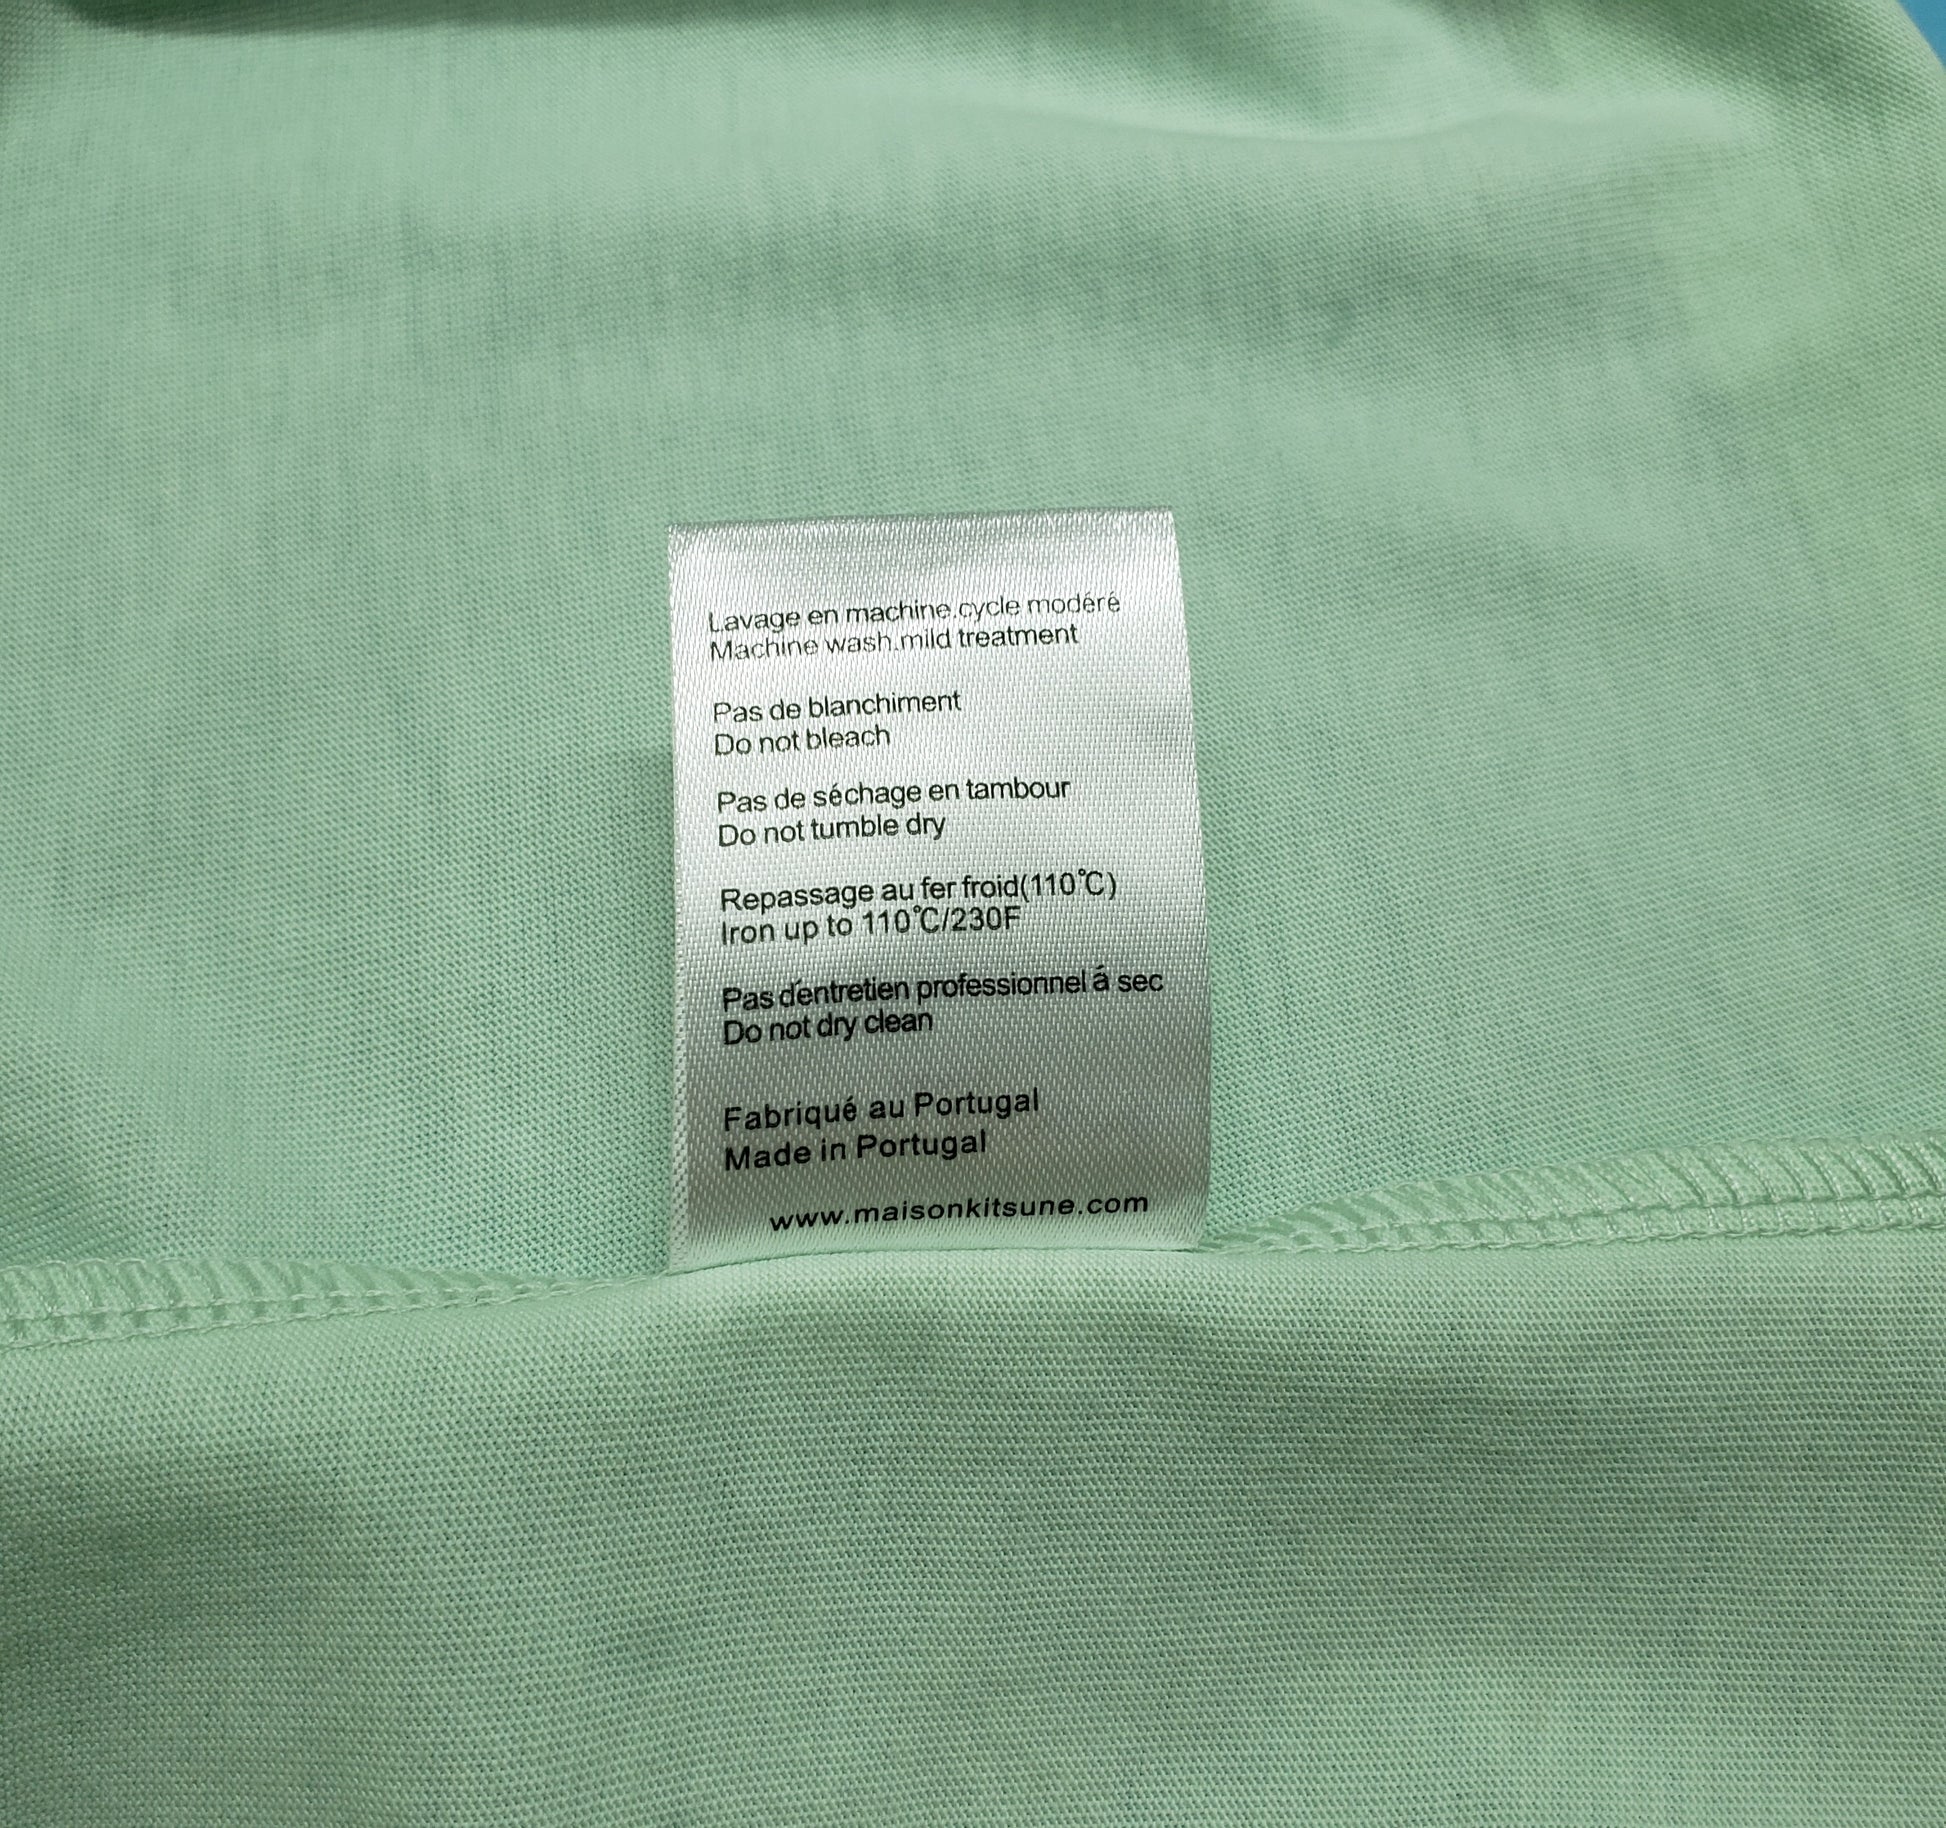 Lavage en machine.cycle modéré
Machine wash.mild treatment
Pas de blanchiment
Do not bleach
Pas de séchage en tambour
Do not tumble dry
Repassage au fer froid(110℃)
Iron up to 110℃/230F
Pas d'entretien professionnel á sec
Do not dry clean
Fabriqué au Portugal
Made in Portugal
www.maisonkitsune.com